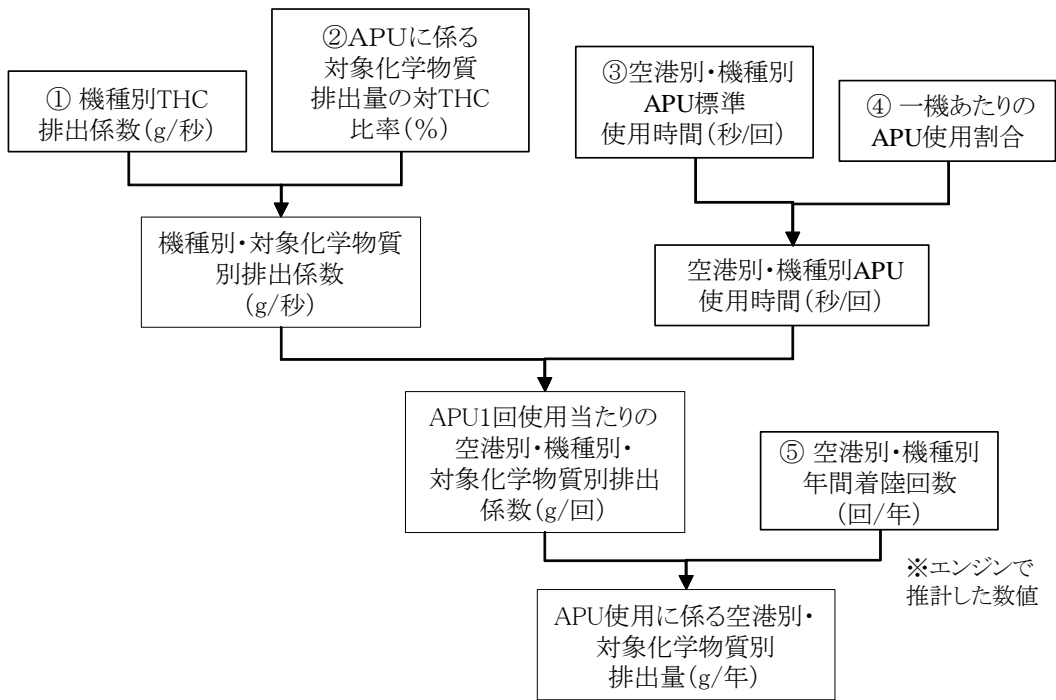 ① 機種別THC
排出係数(g/秒)
②APUに係る
対象化学物質
排出量の対THC
比率(%)
③空港別・機種別
APU標準
使用時間(秒/回)
④ 一機あたりの
APU使用割合
機種別・対象化学物質
別排出係数
(g/秒)
空港別・機種別APU
使用時間(秒/回)
APU1回使用当たりの
空港別・機種別・
対象化学物質別排出
係数(g/回)
⑤ 空港別・機種別
年間着陸回数
(回/年)
※エンジンで
推計した数値
APU使用に係る空港別・
対象化学物質別
排出量(g/年)